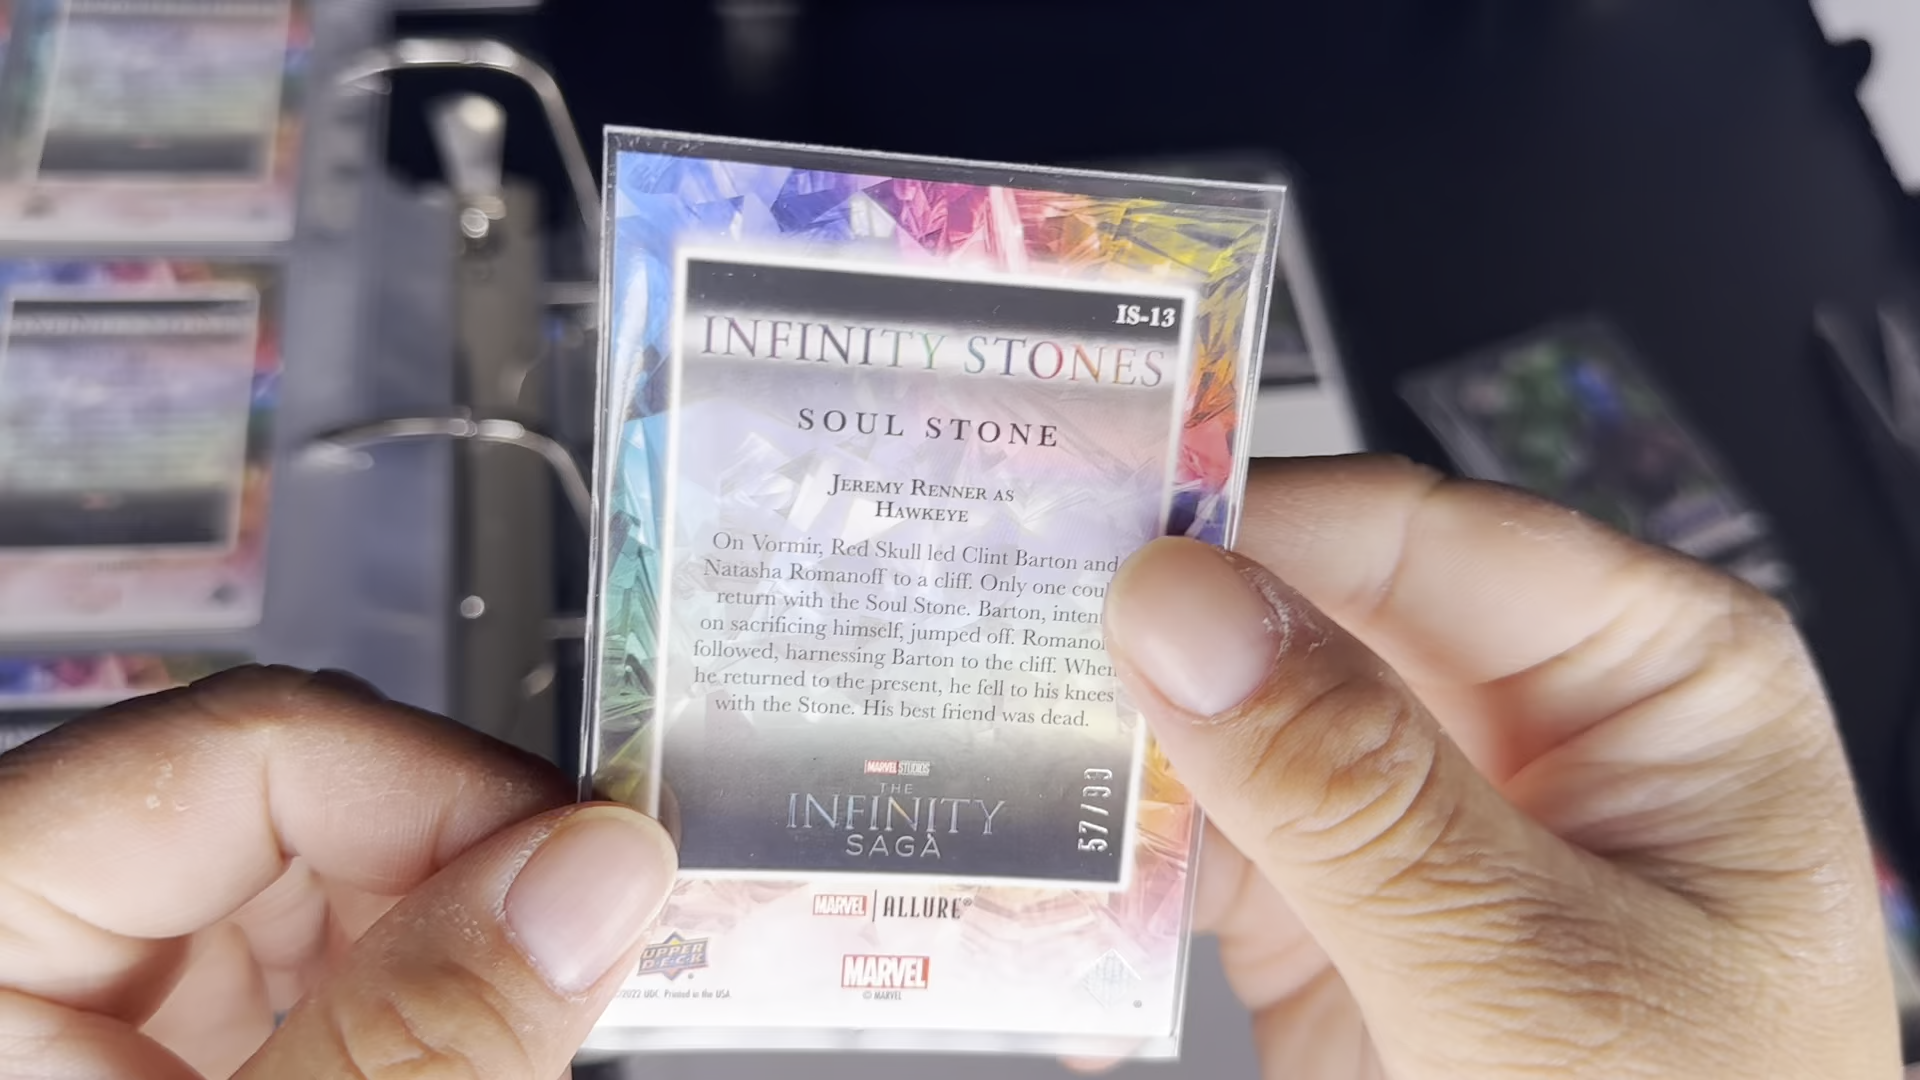 IS-13
INFINITY STONES
SOUL STONE
JEREMY RENNER AS
HAWKEYE
On Vormir, Red Skull led Clint Barton and
Natasha Romanoff to a cliff. Only one cou
return with the Soul Stone. Barton, intent
on sacrificing himself, jumped off. Romano
followed, harnessing Barton to the cliff. When
he returned to the present, he fell to his knees
with the Stone. His best friend was dead.
MARVEL STUDIOS
THE
INFINITY
SAGA
57/99
MARVEL | ALLURE®
UPPER
DECK
MARVEL
© MARVEL
2022 UDC. Printed in the USA